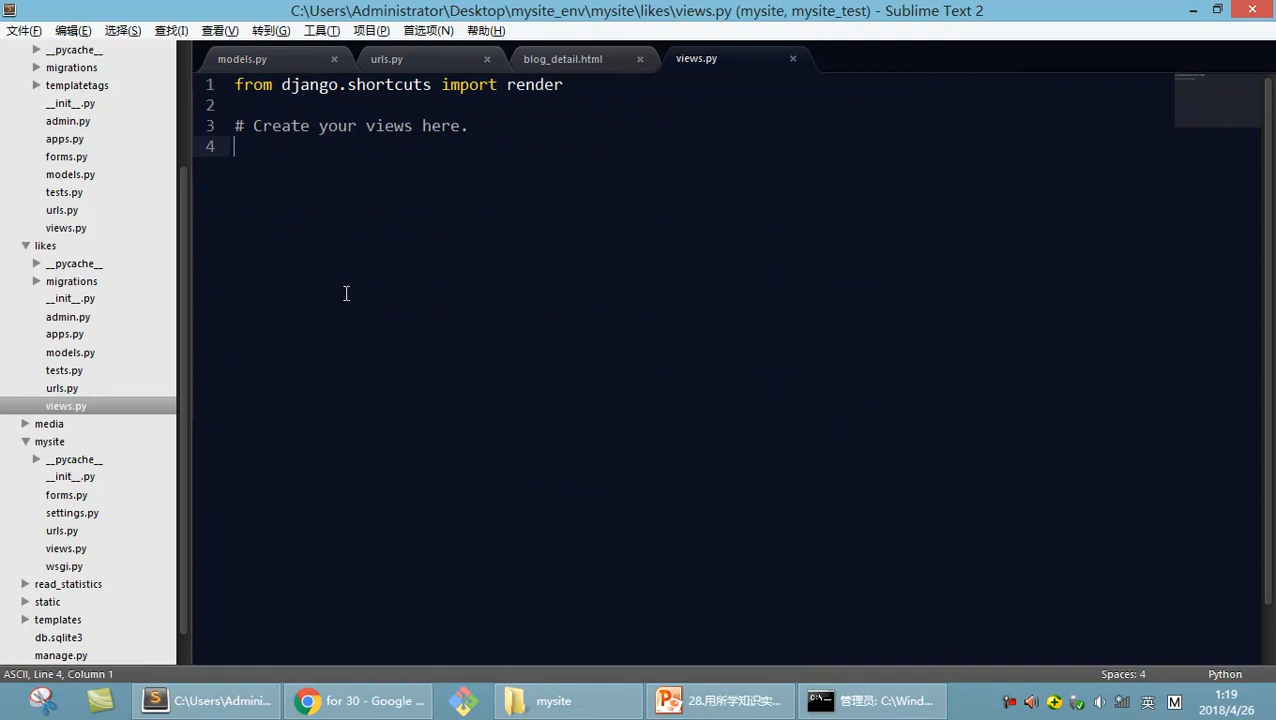 C:\Users\Administrator\Desktop\mysite_env\mysite\likes\views.py (mysite, mysite_test) - Sublime Text 2
文件(F) 编辑(E) 选择(S) 查找(I) 查看(V) 转到(G) 工具(T) 项目(P) 首选项(N) 帮助(H)
models.py urls.py blog_detail.html views.py
__pycache__
migrations
templatetags
__init__.py
admin.py
apps.py
forms.py
models.py
tests.py
urls.py
views.py
likes
__pycache__
migrations
__init__.py
admin.py
apps.py
models.py
tests.py
urls.py
views.py
media
mysite
__pycache__
__init__.py
forms.py
settings.py
urls.py
views.py
wsgi.py
read_statistics
static
templates
db.sqlite3
manage.py
1 from django.shortcuts import render
2
3 # Create your views here.
4
ASCII, Line 4, Column 1 Spaces: 4 Python
C:\Users\Admini... for 30 - Google ... mysite 28.用所学知识实... 管理员: C:\Wind... 英 M 1:19
2018/4/26